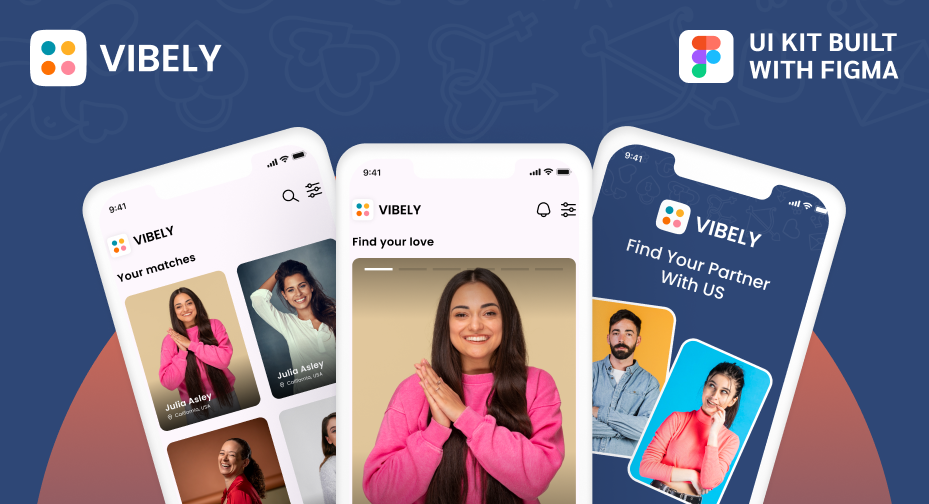 VIBELY
UI KIT BUILT
WITH FIGMA
9:41
VIBELY
Your matches
Julia Asley
California, USA
Julia Asley
California, USA
9:41
VIBELY
Find your love
9:41
VIBELY
Find Your Partner
With US